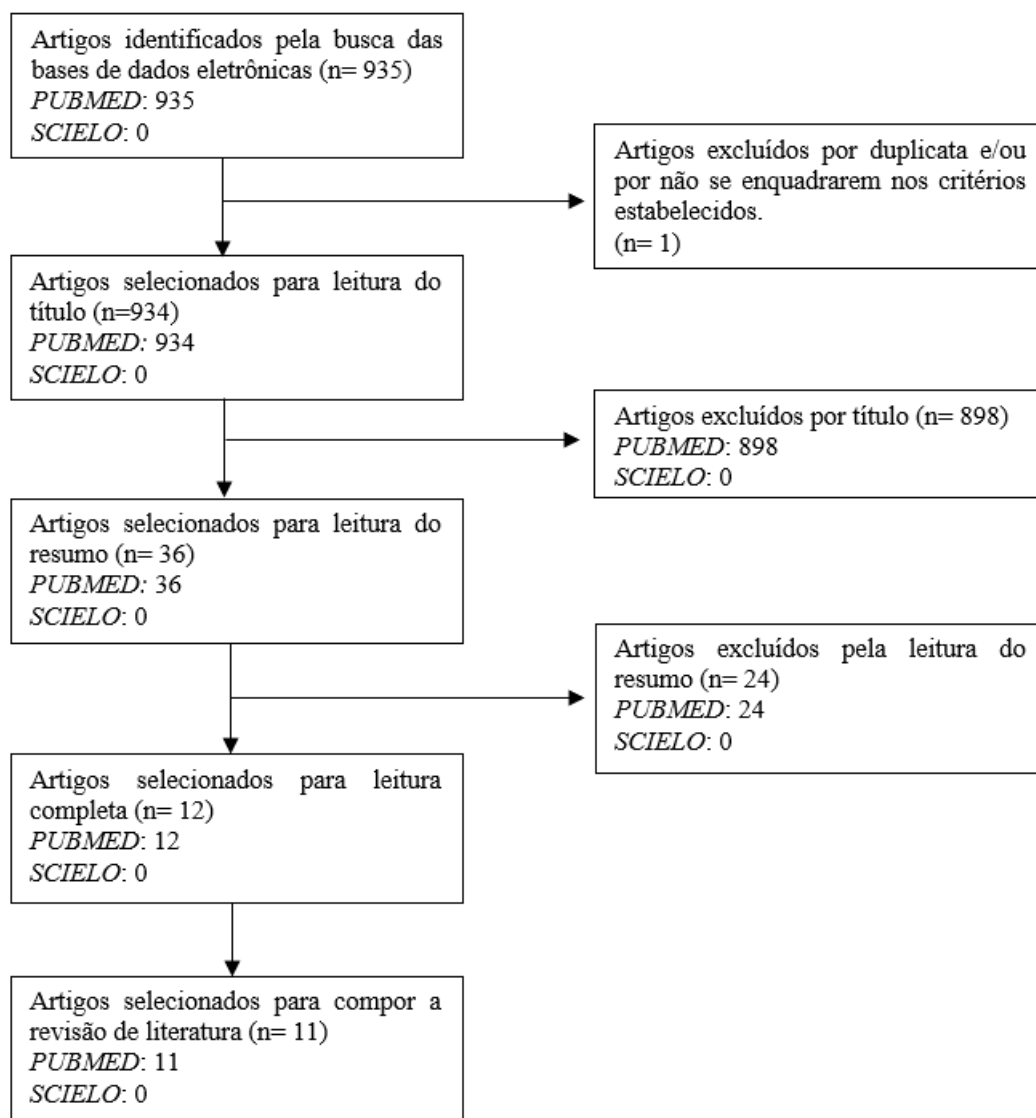 Artigos identificados pela busca das
bases de dados eletrônicas (n= 935)
PUBMED: 935
SCIELO: 0
Artigos excluídos por duplicata e/ou
por não se enquadrarem nos critérios
estabelecidos.
(n= 1)
Artigos selecionados para leitura do
título (n=934)
PUBMED: 934
SCIELO: 0
Artigos excluídos por título (n= 898)
PUBMED: 898
SCIELO: 0
Artigos selecionados para leitura do
resumo (n= 36)
PUBMED: 36
SCIELO: 0
Artigos excluídos pela leitura do
resumo (n= 24)
PUBMED: 24
SCIELO: 0
Artigos selecionados para leitura
completa (n= 12)
PUBMED: 12
SCIELO: 0
Artigos selecionados para compor a
revisão de literatura (n= 11)
PUBMED: 11
SCIELO: 0